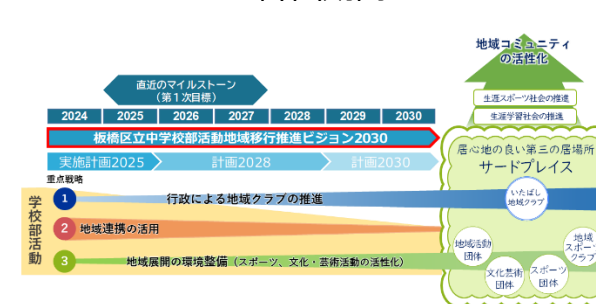 地域コミュニティ
の活性化
直近のマイルストーン
(第1次目標)
生涯スポーツ社会の推進
生涯学習社会の推進
2024 2025 2026 2027 2028 2029 2030
板橋区立中学校部活動地域移行推進ビジョン2030
実施計画2025 計画2028 計画2030
居心地の良い第三の居場所
サードプレイス
重点戦略
学校部活動
1 行政による地域クラブの推進
いたばし
地域クラブ
2 地域連携の活用
3 地域展開の環境整備(スポーツ、文化・芸術活動の活性化)
地域活動
団体
文化芸術
団体
スポーツ
団体
地域
スポーツ
クラブ